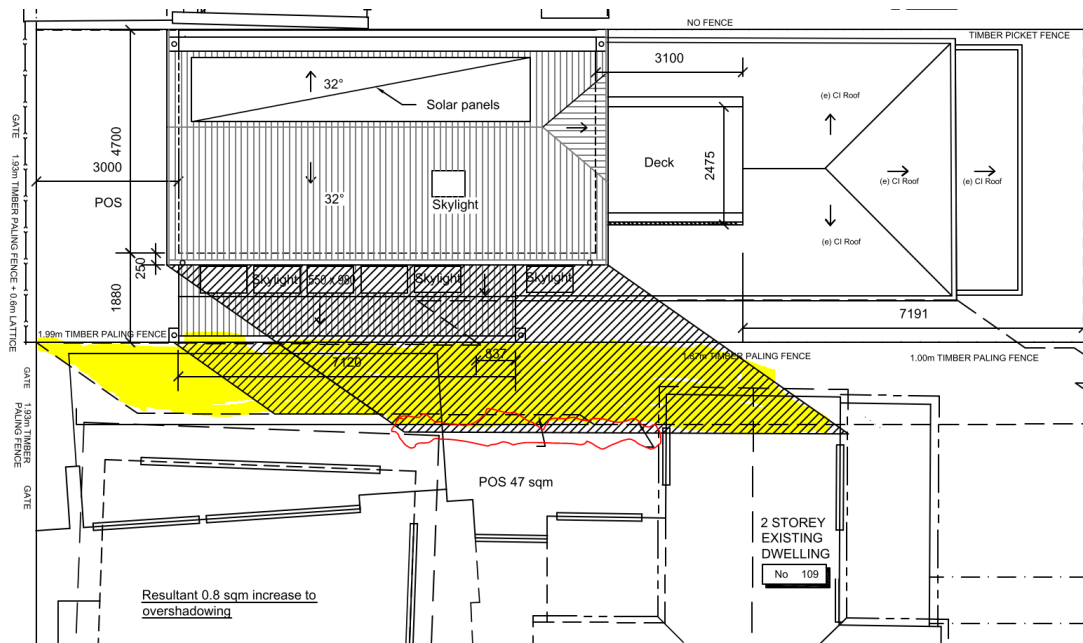 NO FENCE
TIMBER PICKET FENCE
3100
32°
Solar panels
(e) CI Roof
GATE
4700
Deck
2475
3000
POS
32°
Skylight
(e) CI Roof
(e) CI Roof
1.93m TIMBER PALING FENCE + 0.6m LATTICE
(e) CI Roof
250
Skylight
550 x 980
Skylight
Skylight
1880
7191
1.99m TIMBER PALING FENCE
837
1.87m TIMBER PALING FENCE
1.00m TIMBER PALING FENCE
7120
GATE
1.93m TIMBER
PALING FENCE
GATE
POS 47 sqm
2 STOREY
EXISTING
DWELLING
No 109
Resultant 0.8 sqm increase to
overshadowing